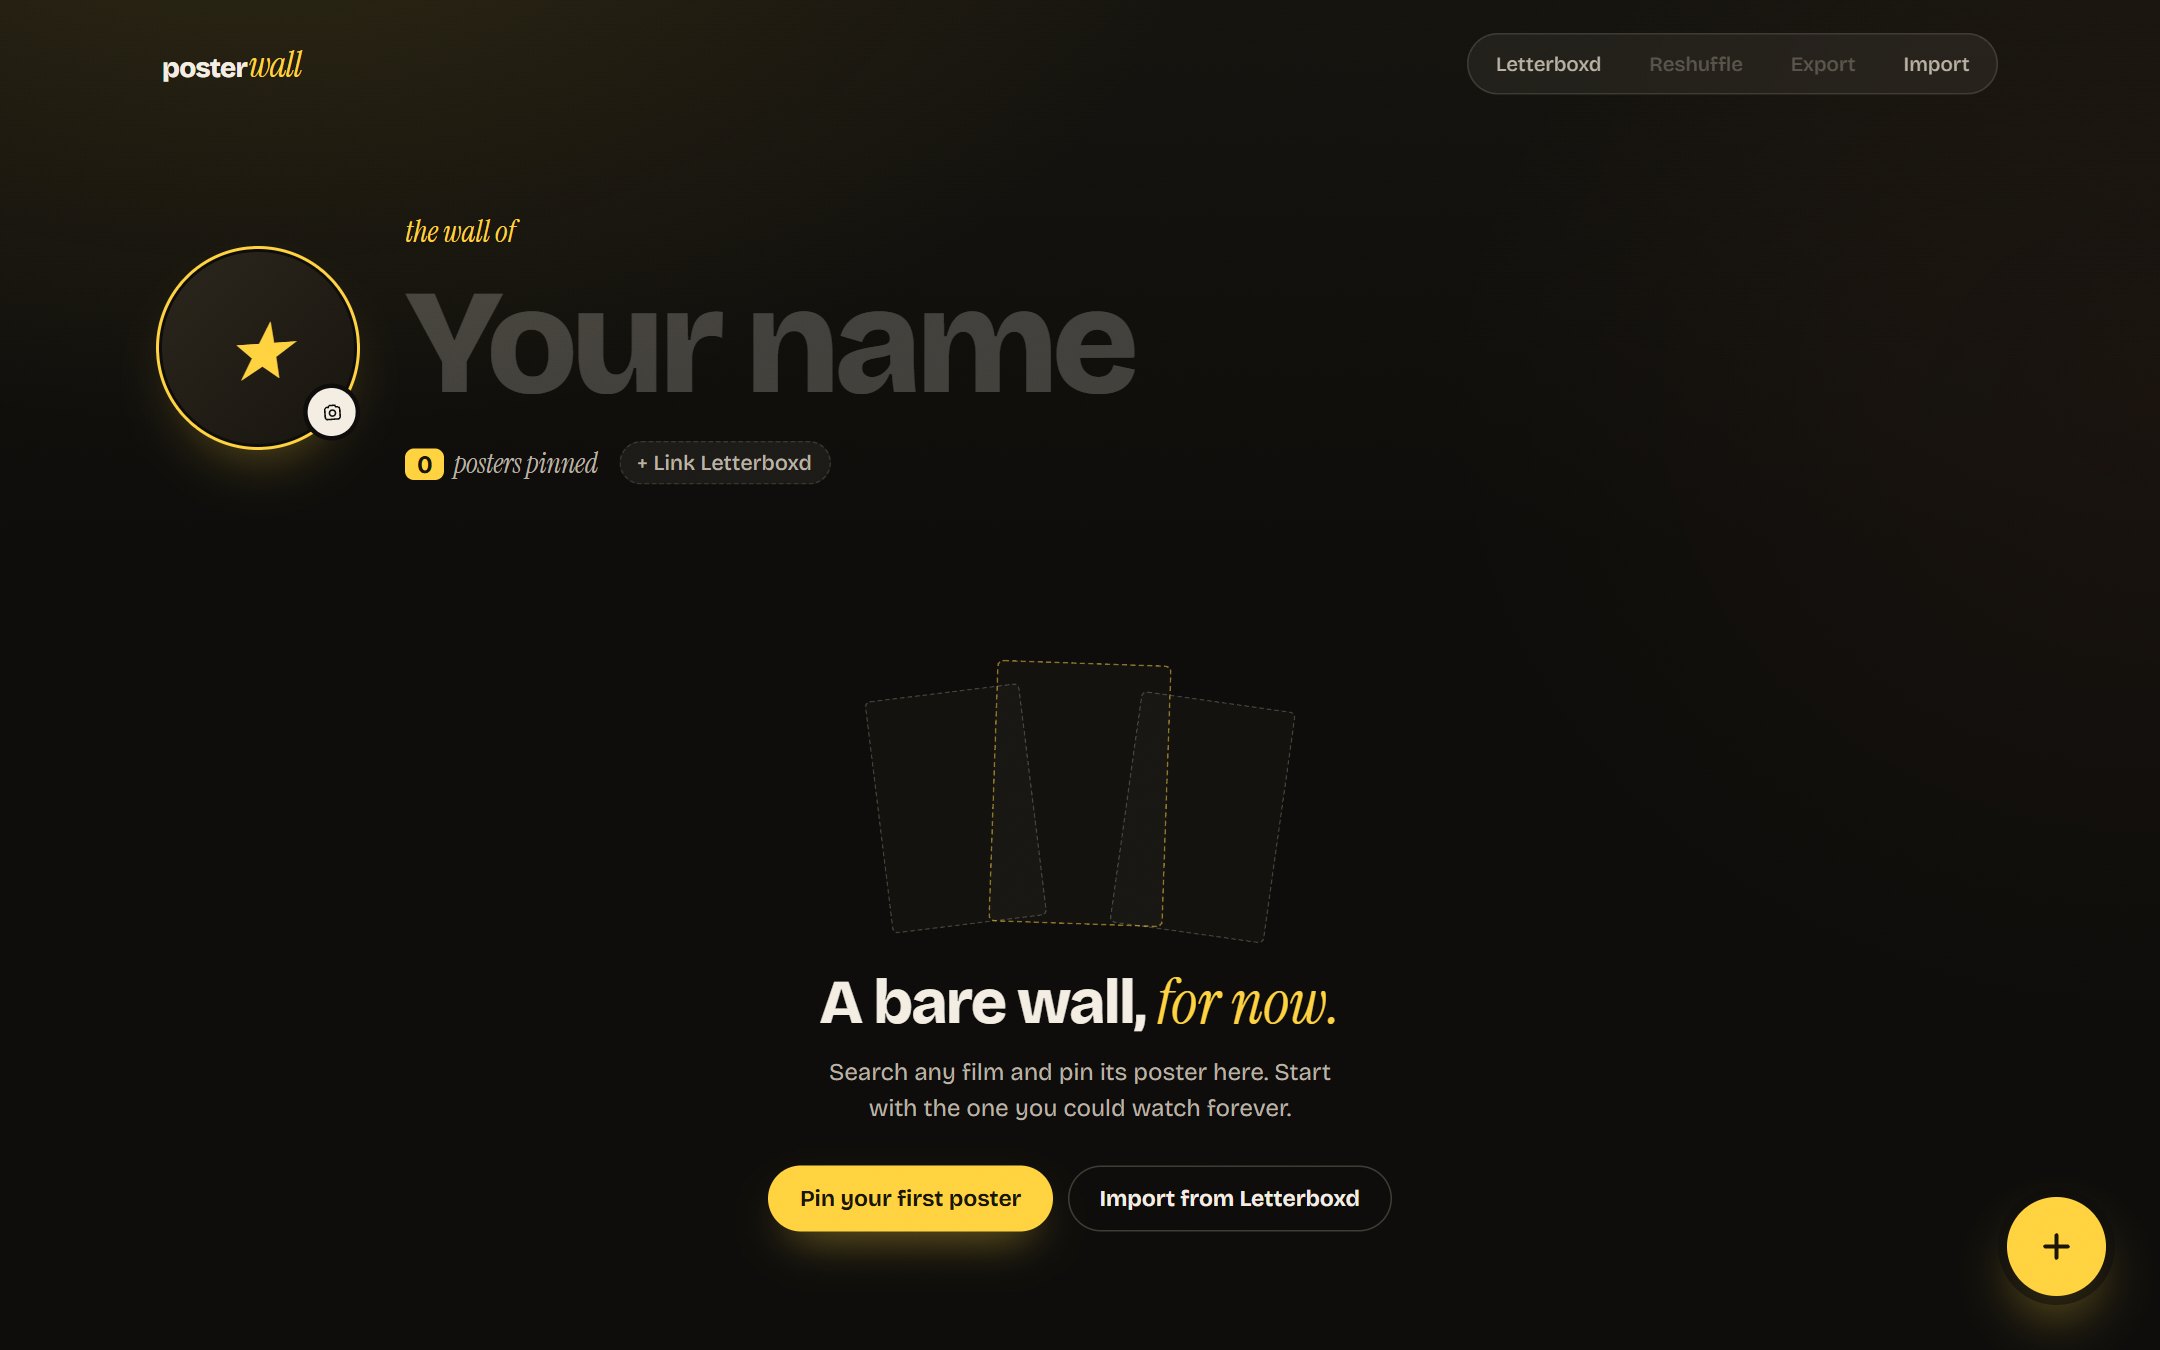 posterwall
Letterboxd Reshuffle Export Import
the wall of
Your name
0 posters pinned + Link Letterboxd
A bare wall, for now.
Search any film and pin its poster here. Start
with the one you could watch forever.
Pin your first poster Import from Letterboxd
+